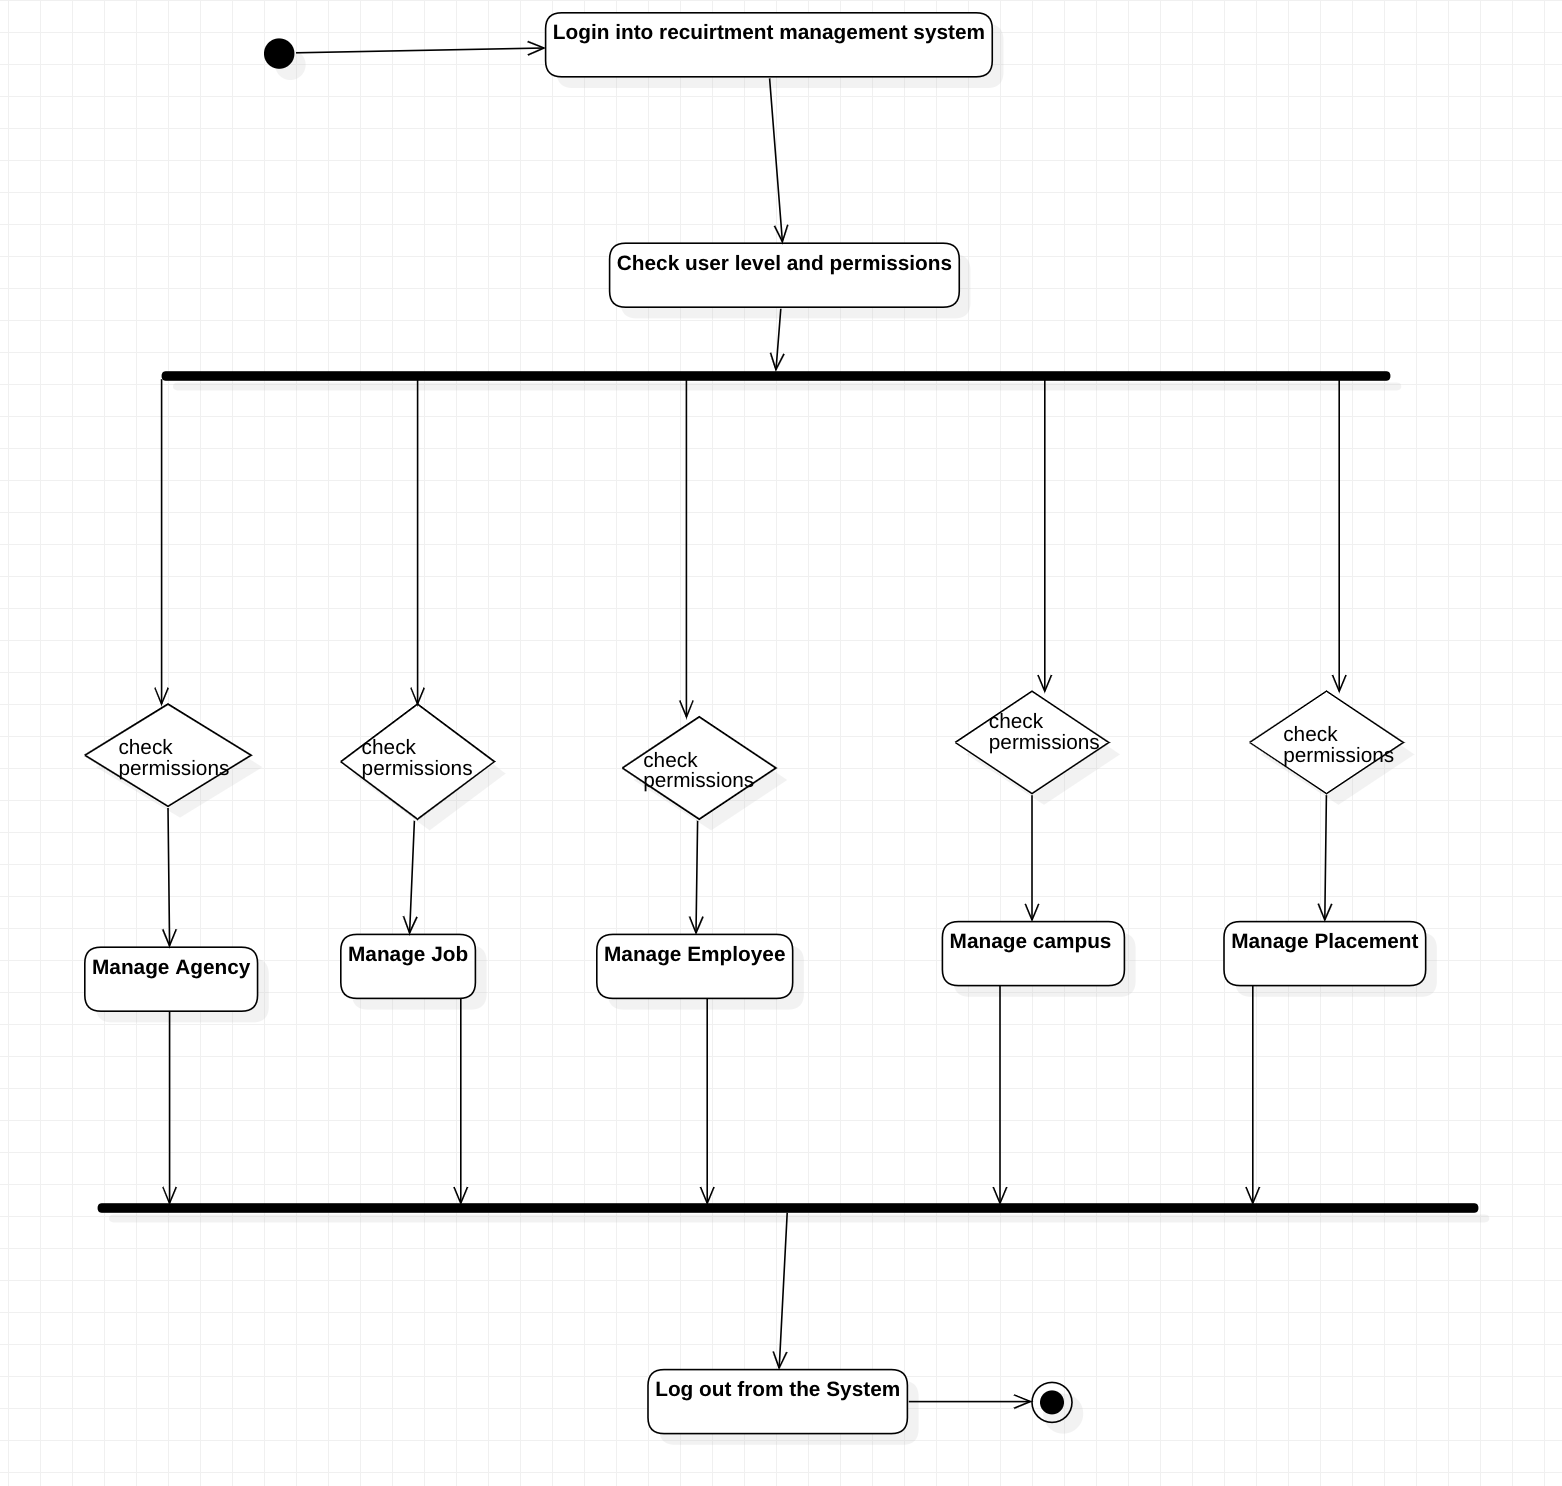 Login into recuirtment management system
Check user level and permissions
check
permissions
check
permissions
check
permissions
check
permissions
check
permissions
Manage Agency
Manage Job
Manage Employee
Manage campus
Manage Placement
Log out from the System